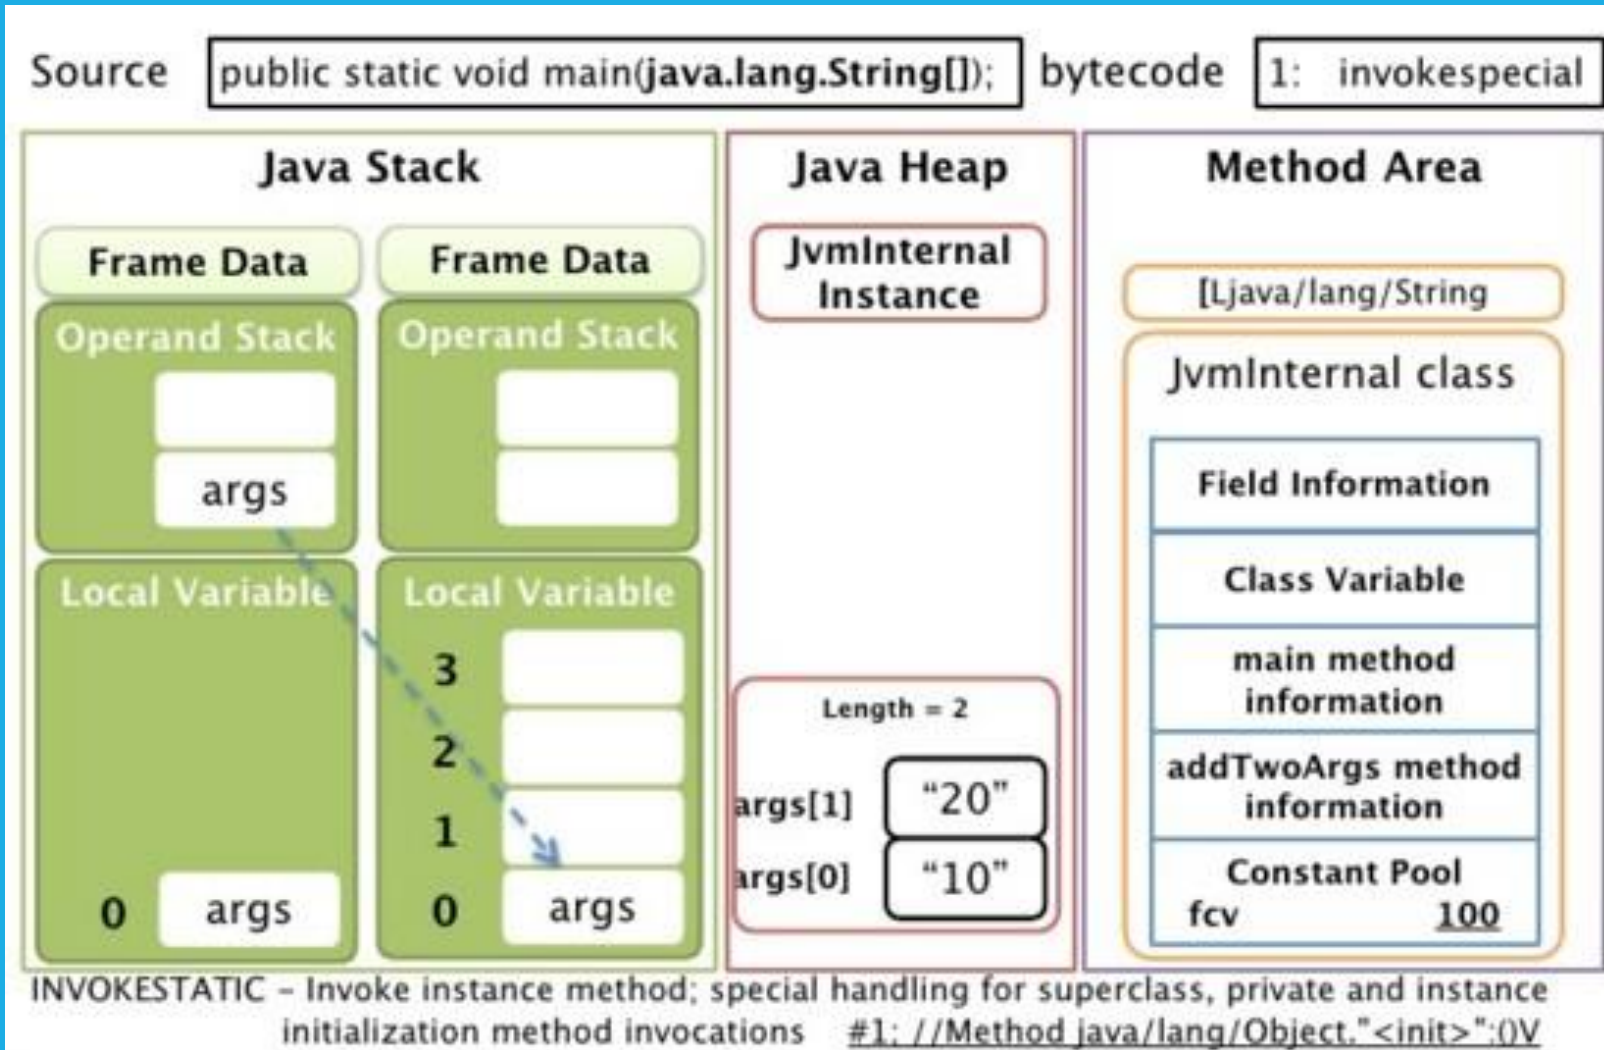 Source public static void main(java.lang.String[]); bytecode 1: invokespecial
Java Stack
Frame Data
Operand Stack
args
Local Variable
0 args
Frame Data
Operand Stack
Local Variable
3
2
1
0 args
Java Heap
JvmInternal
Instance
Length = 2
args[1] “20”
args[0] “10”
Method Area
[Ljava/lang/String
JvmInternal class
Field Information
Class Variable
main method
information
addTwoArgs method
information
Constant Pool
fcv 100
INVOKESTATIC – Invoke instance method; special handling for superclass, private and instance
initialization method invocations #1; //Method java/lang/Object."<init>":()V